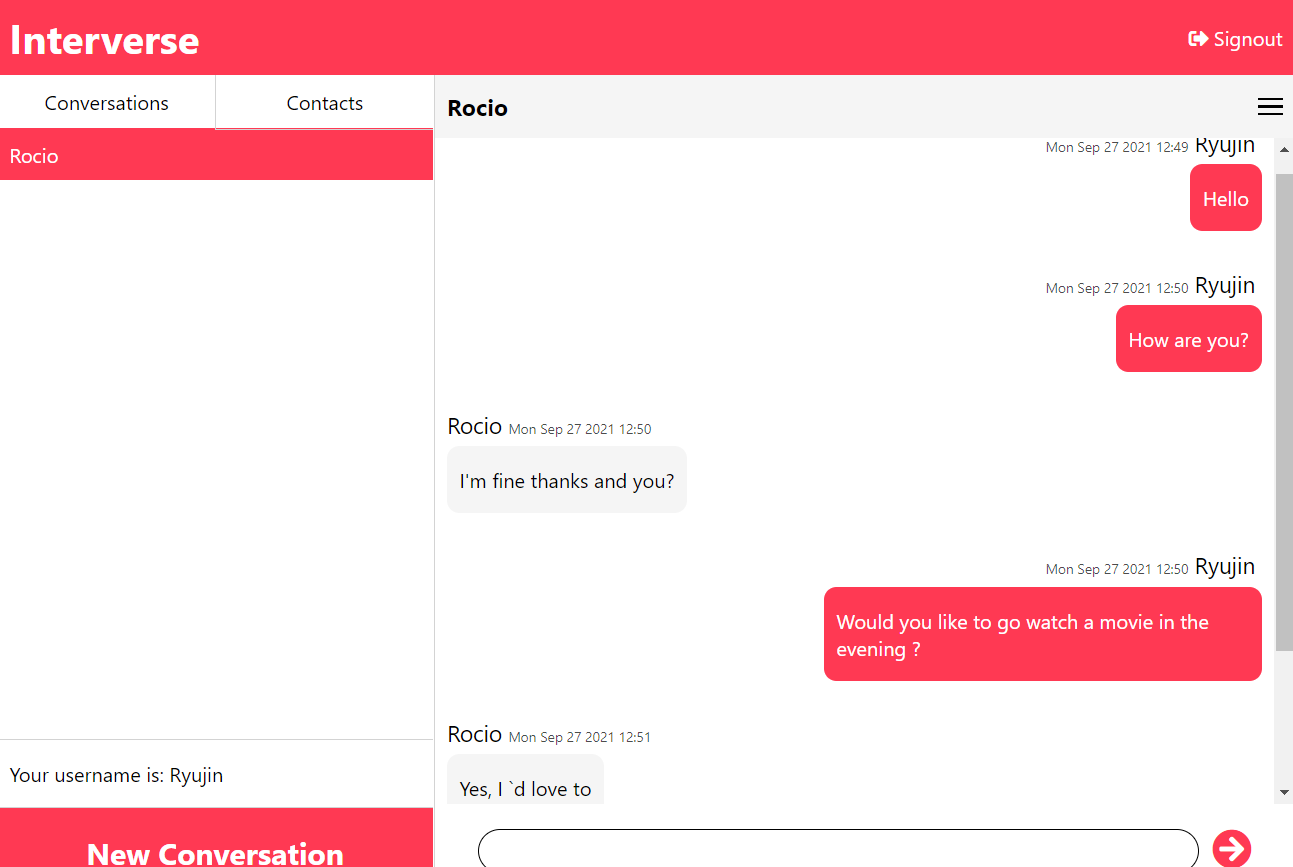 Interverse
Signout
Conversations
Contacts
Rocio
Your username is: Ryujin
New Conversation
Rocio
Mon Sep 27 2021 12:49 Ryujin
Hello
Mon Sep 27 2021 12:50 Ryujin
How are you?
Rocio Mon Sep 27 2021 12:50
I'm fine thanks and you?
Mon Sep 27 2021 12:50 Ryujin
Would you like to go watch a movie in the
evening ?
Rocio Mon Sep 27 2021 12:51
Yes, I `d love to